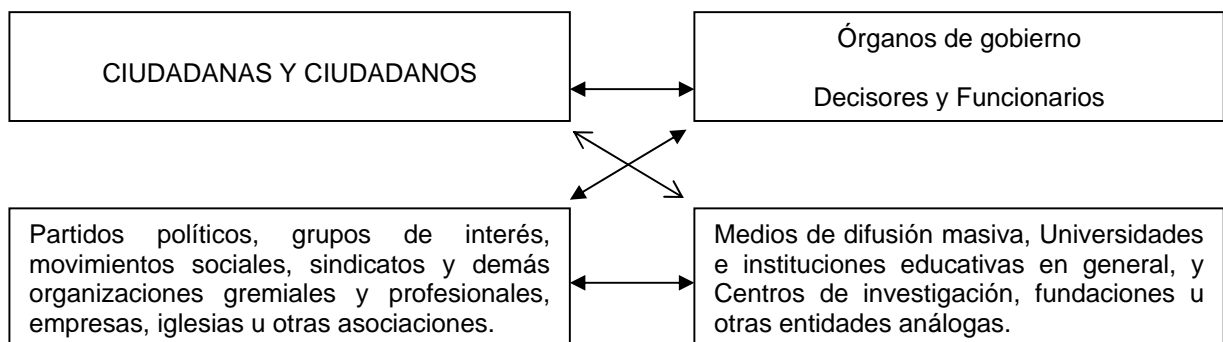 CIUDADANAS Y CIUDADANOS
Órganos de gobierno
Decisores y Funcionarios
Partidos políticos, grupos de interés,
movimientos sociales, sindicatos y demás
organizaciones gremiales y profesionales,
empresas, iglesias u otras asociaciones.
Medios de difusión masiva, Universidades
e instituciones educativas en general, y
Centros de investigación, fundaciones u
otras entidades análogas.